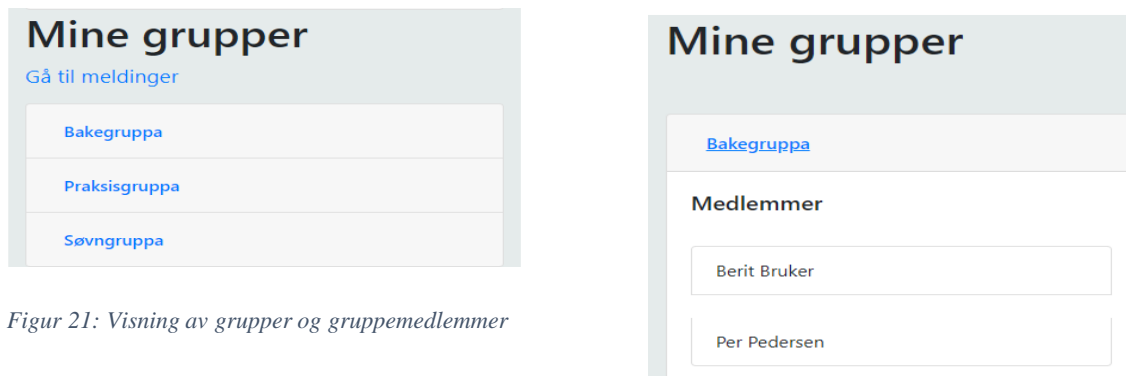 Mine grupper
Gå til meldinger
Bakegruppa
Praksisgruppa
Søvngruppa
Figur 21: Visning av grupper og gruppemedlemmer
Mine grupper
Bakegruppa
Medlemmer
Berit Bruker
Per Pedersen